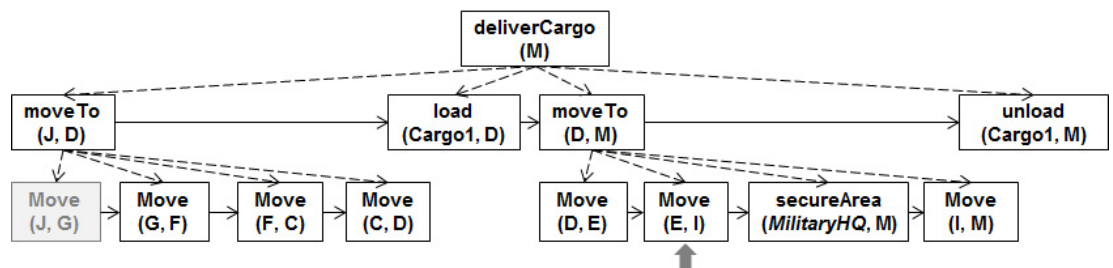 deliverCargo
(M)
moveTo
(J, D)
load
(Cargo1, D)
moveTo
(D, M)
unload
(Cargo1, M)
Move
(J, G)
Move
(G, F)
Move
(F, C)
Move
(C, D)
Move
(D, E)
Move
(E, I)
secureArea
(MilitaryHQ, M)
Move
(I, M)